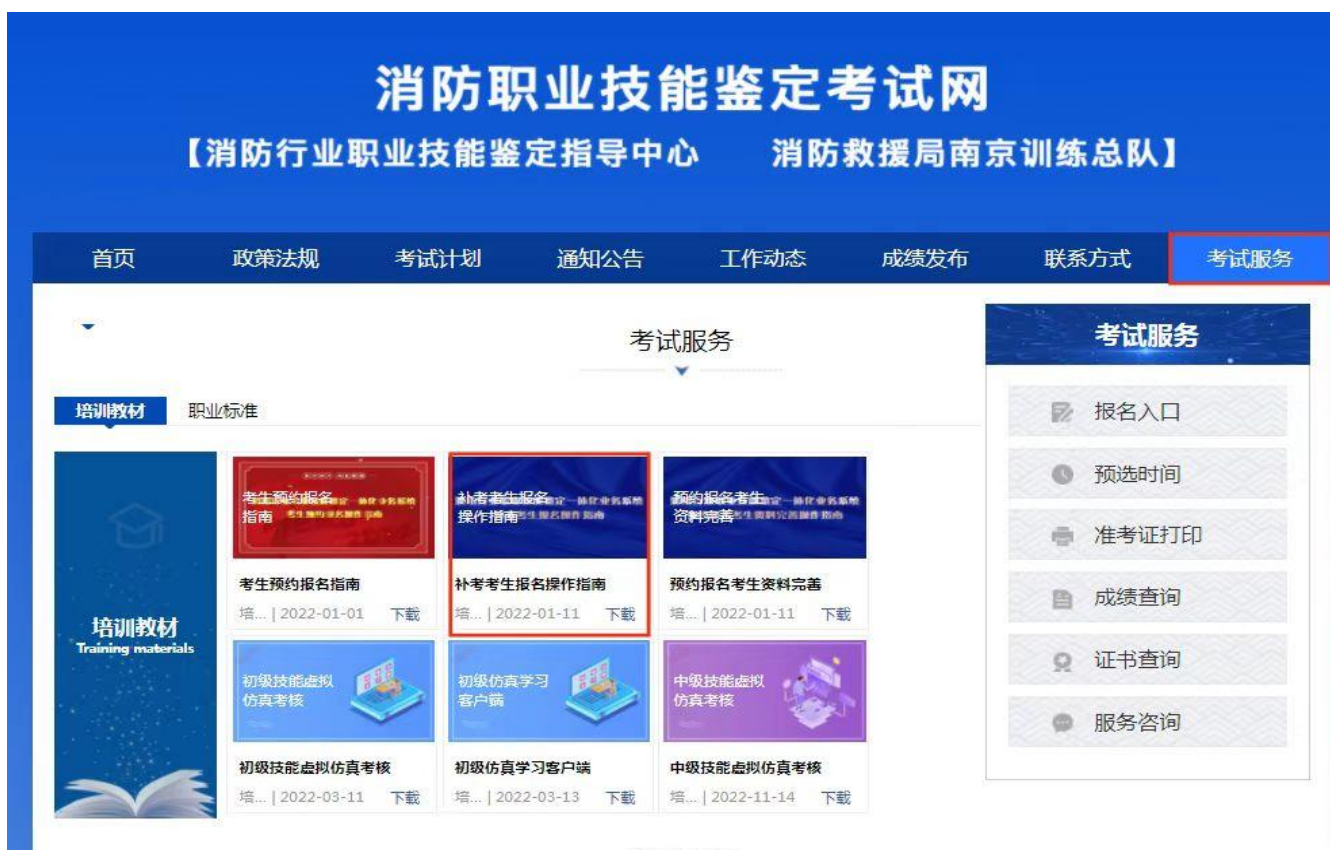 消防职业技能鉴定考试网
【消防行业职业技能鉴定指导中心 消防救援局南京训练总队】
首页 政策法规 考试计划 通知公告 工作动态 成绩发布 联系方式 考试服务
考试服务
培训教材 职业标准
培训教材
Training materials
考生预约报名
指南
补考考生报名
操作指南
预约报名考生
资料完善
考生预约报名指南
培... | 2022-01-01 下载
补考考生报名操作指南
培... | 2022-01-11 下载
预约报名考生资料完善
培... | 2022-01-11 下载
初级技能虚拟
仿真考核
初级仿真学习
客户端
中级技能虚拟
仿真考核
初级技能虚拟仿真考核
培... | 2022-03-11 下载
初级仿真学习客户端
培... | 2022-03-13 下载
中级技能虚拟仿真考核
培... | 2022-11-14 下载
考试服务
报名入口
预选时间
准考证打印
成绩查询
证书查询
服务咨询